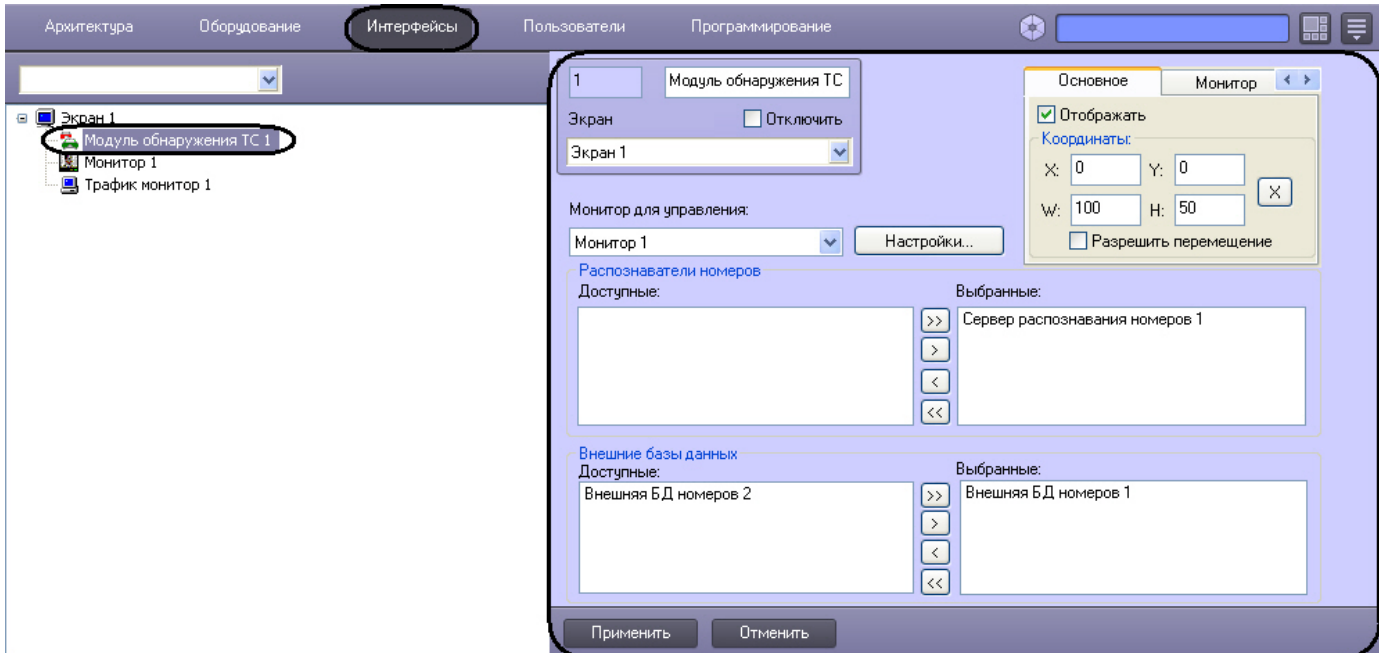 Архитектура Оборудование Интерфейсы Пользователи Программирование
Экран 1
Модуль обнаружения ТС 1
Монитор 1
Трафик монитор 1
1 Модуль обнаружения ТС
Экран Отключить
Экран 1
Монитор для управления:
Монитор 1 Настройки...
Основное Монитор
Отображать
Координаты:
X: 0 Y: 0
X
W: 100 H: 50
Разрешить перемещение
Распознаватели номеров
Доступные: Выбранные:
Сервер распознавания номеров 1
>>
>
<
<<
Внешние базы данных
Доступные: Выбранные:
Внешняя БД номеров 2 >> Внешняя БД номеров 1
>
<
<<
Применить Отменить